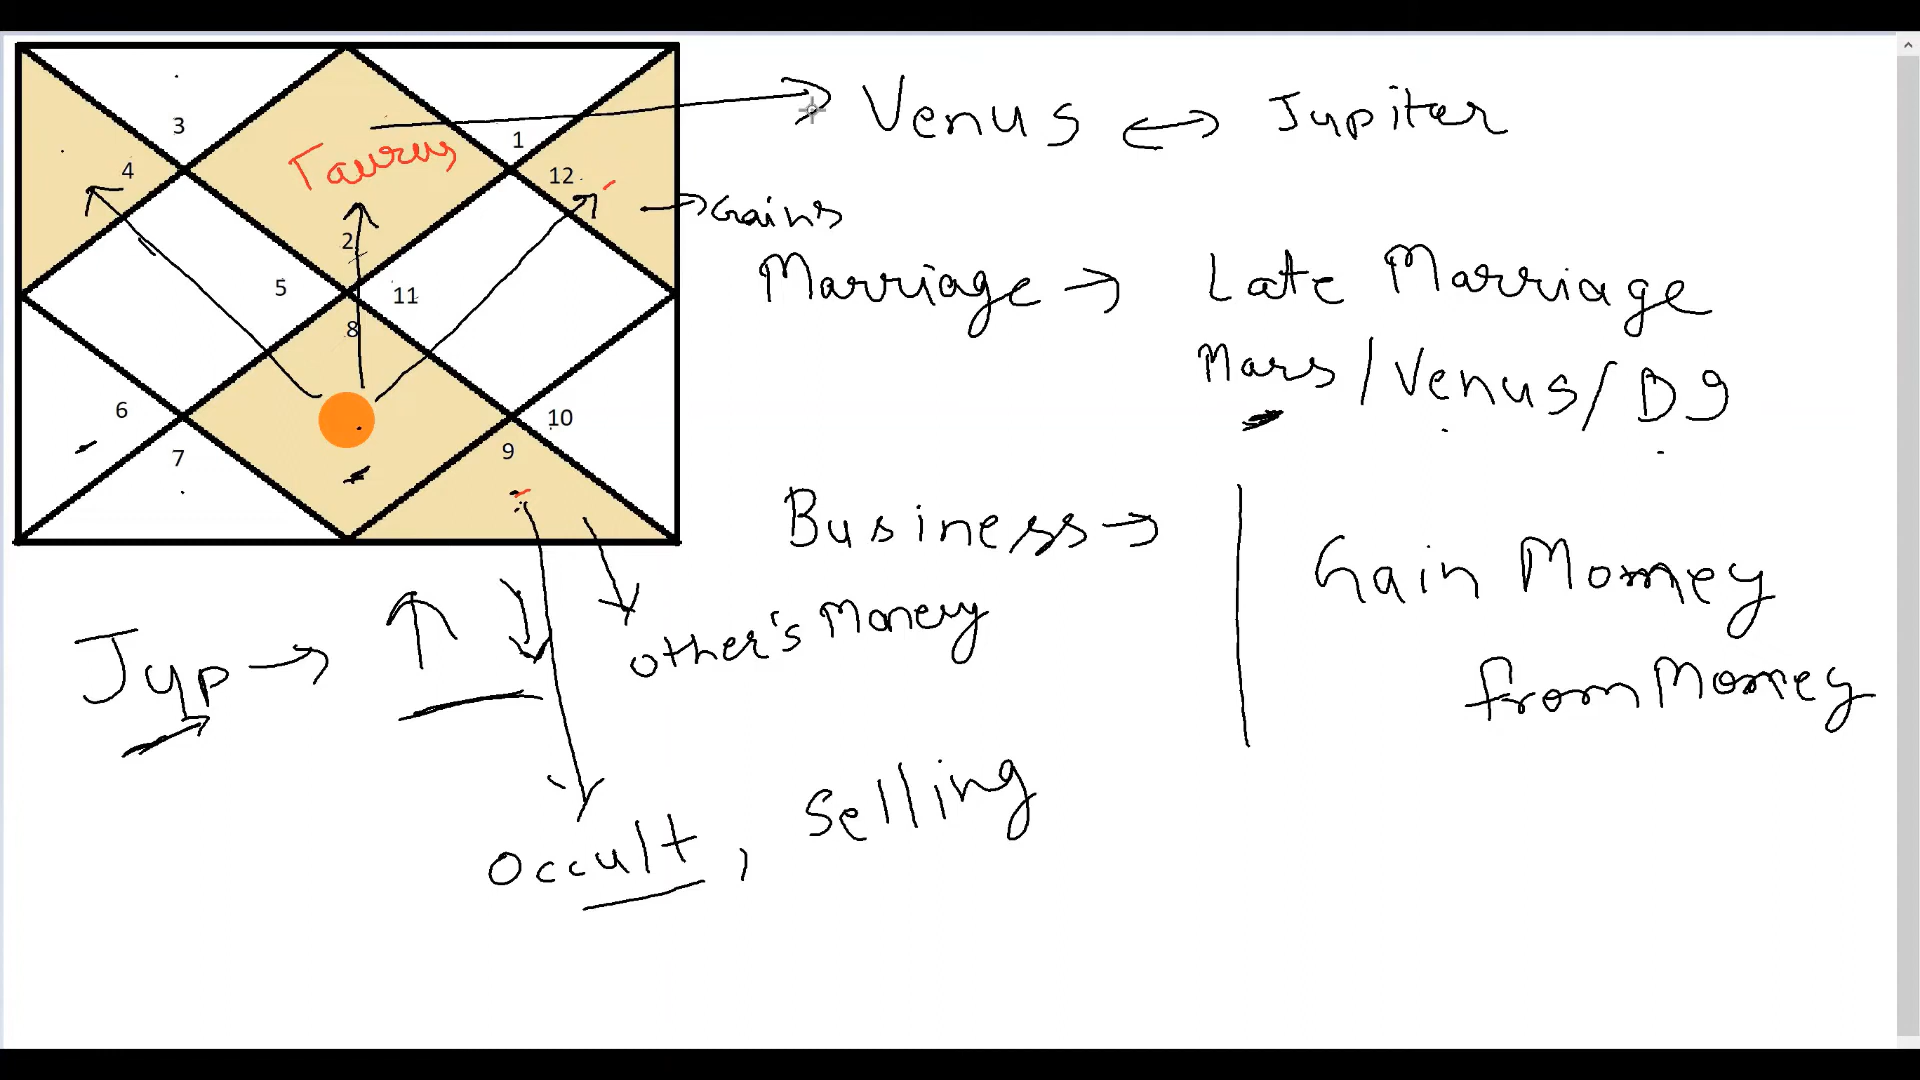 3
1
4
Taurus
12
2
5
11
8
6
10
7
9
Venus ↔ Jupiter
→ Gains
Marriage → Late Marriage
Mars / Venus / D9
Business → Gain Money
from Money
Jup → ↑ ↓
other's Money
occult, Selling